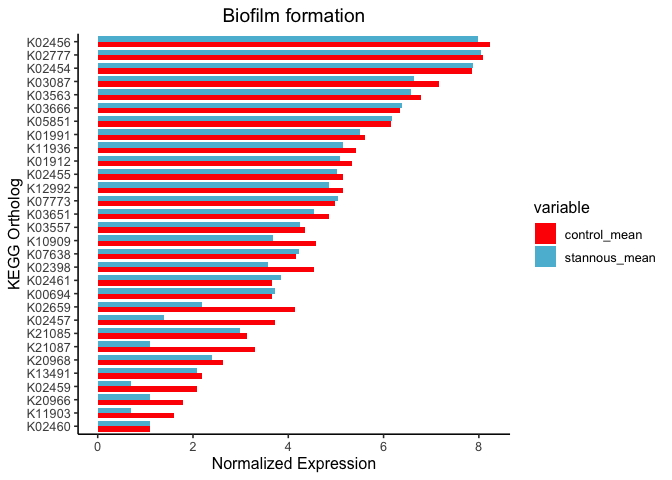 Biofilm formation
K02456
K02777
K02454
K03087
K03563
K03666
K05851
K01991
K11936
K01912
K02455
K12992
K07773
K03651
K03557
K10909
K07638
K02398
K02461
K00694
K02659
K02457
K21085
K21087
K20968
K13491
K02459
K20966
K11903
K02460
KEGG Ortholog
0 2 4 6 8
Normalized Expression
variable
control_mean
stannous_mean